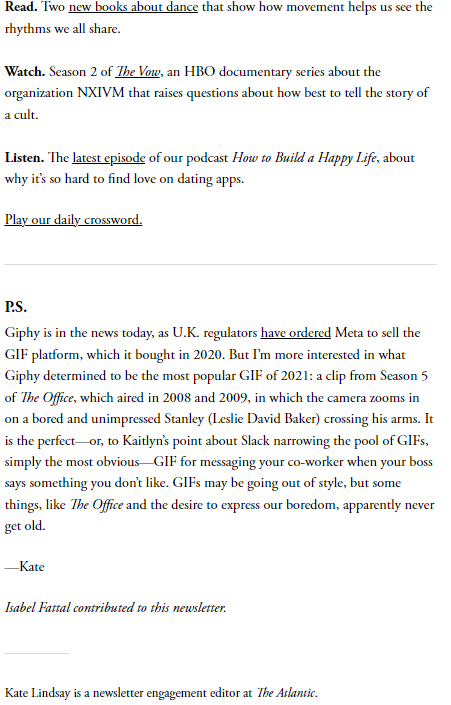 Read. Two new books about dance that show how movement helps us see the
rhythms we all share.
Watch. Season 2 of The Vow, an HBO documentary series about the
organization NXIVM that raises questions about how best to tell the story of
a cult.
Listen. The latest episode of our podcast How to Build a Happy Life, about
why it's so hard to find love on dating apps.
Play our daily crossword.
P.S.
Giphy is in the news today, as U.K. regulators have ordered Meta to sell the
GIF platform, which it bought in 2020. But I'm more interested in what
Giphy determined to be the most popular GIF of 2021: a clip from Season 5
of The Office, which aired in 2008 and 2009, in which the camera zooms in
on a bored and unimpressed Stanley (Leslie David Baker) crossing his arms. It
is the perfect—or, to Kaitlyn's point about Slack narrowing the pool of GIFs,
simply the most obvious—GIF for messaging your co-worker when your boss
says something you don't like. GIFs may be going out of style, but some
things, like The Office and the desire to express our boredom, apparently never
get old.
—Kate
Isabel Fattal contributed to this newsletter.
Kate Lindsay is a newsletter engagement editor at The Atlantic.